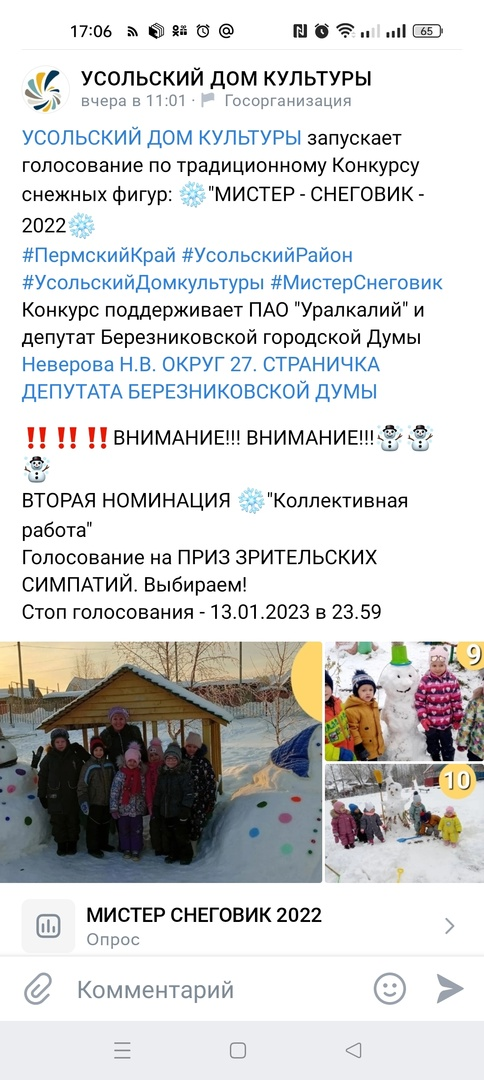 17:06
65
УСОЛЬСКИЙ ДОМ КУЛЬТУРЫ
вчера в 11:01 · Госорганизация
УСОЛЬСКИЙ ДОМ КУЛЬТУРЫ запускает
голосование по традиционному Конкурсу
снежных фигур: ❄"МИСТЕР - СНЕГОВИК -
2022❄
#ПермскийКрай #УсольскийРайон
#УсольскийДомкультуры #МистерСнеговик
Конкурс поддерживает ПАО "Уралкалий" и
депутат Березниковской городской Думы
Неверова Н.В. ОКРУГ 27. СТРАНИЧКА
ДЕПУТАТА БЕРЕЗНИКОВСКОЙ ДУМЫ
‼️ ‼️ ‼️ ВНИМАНИЕ!!! ВНИМАНИЕ!!!☃☃
☃
ВТОРАЯ НОМИНАЦИЯ ❄"Коллективная
работа"
Голосование на ПРИЗ ЗРИТЕЛЬСКИХ
СИМПАТИЙ. Выбираем!
Стоп голосования - 13.01.2023 в 23.59
9
10
МИСТЕР СНЕГОВИК 2022
Опрос
Комментарий